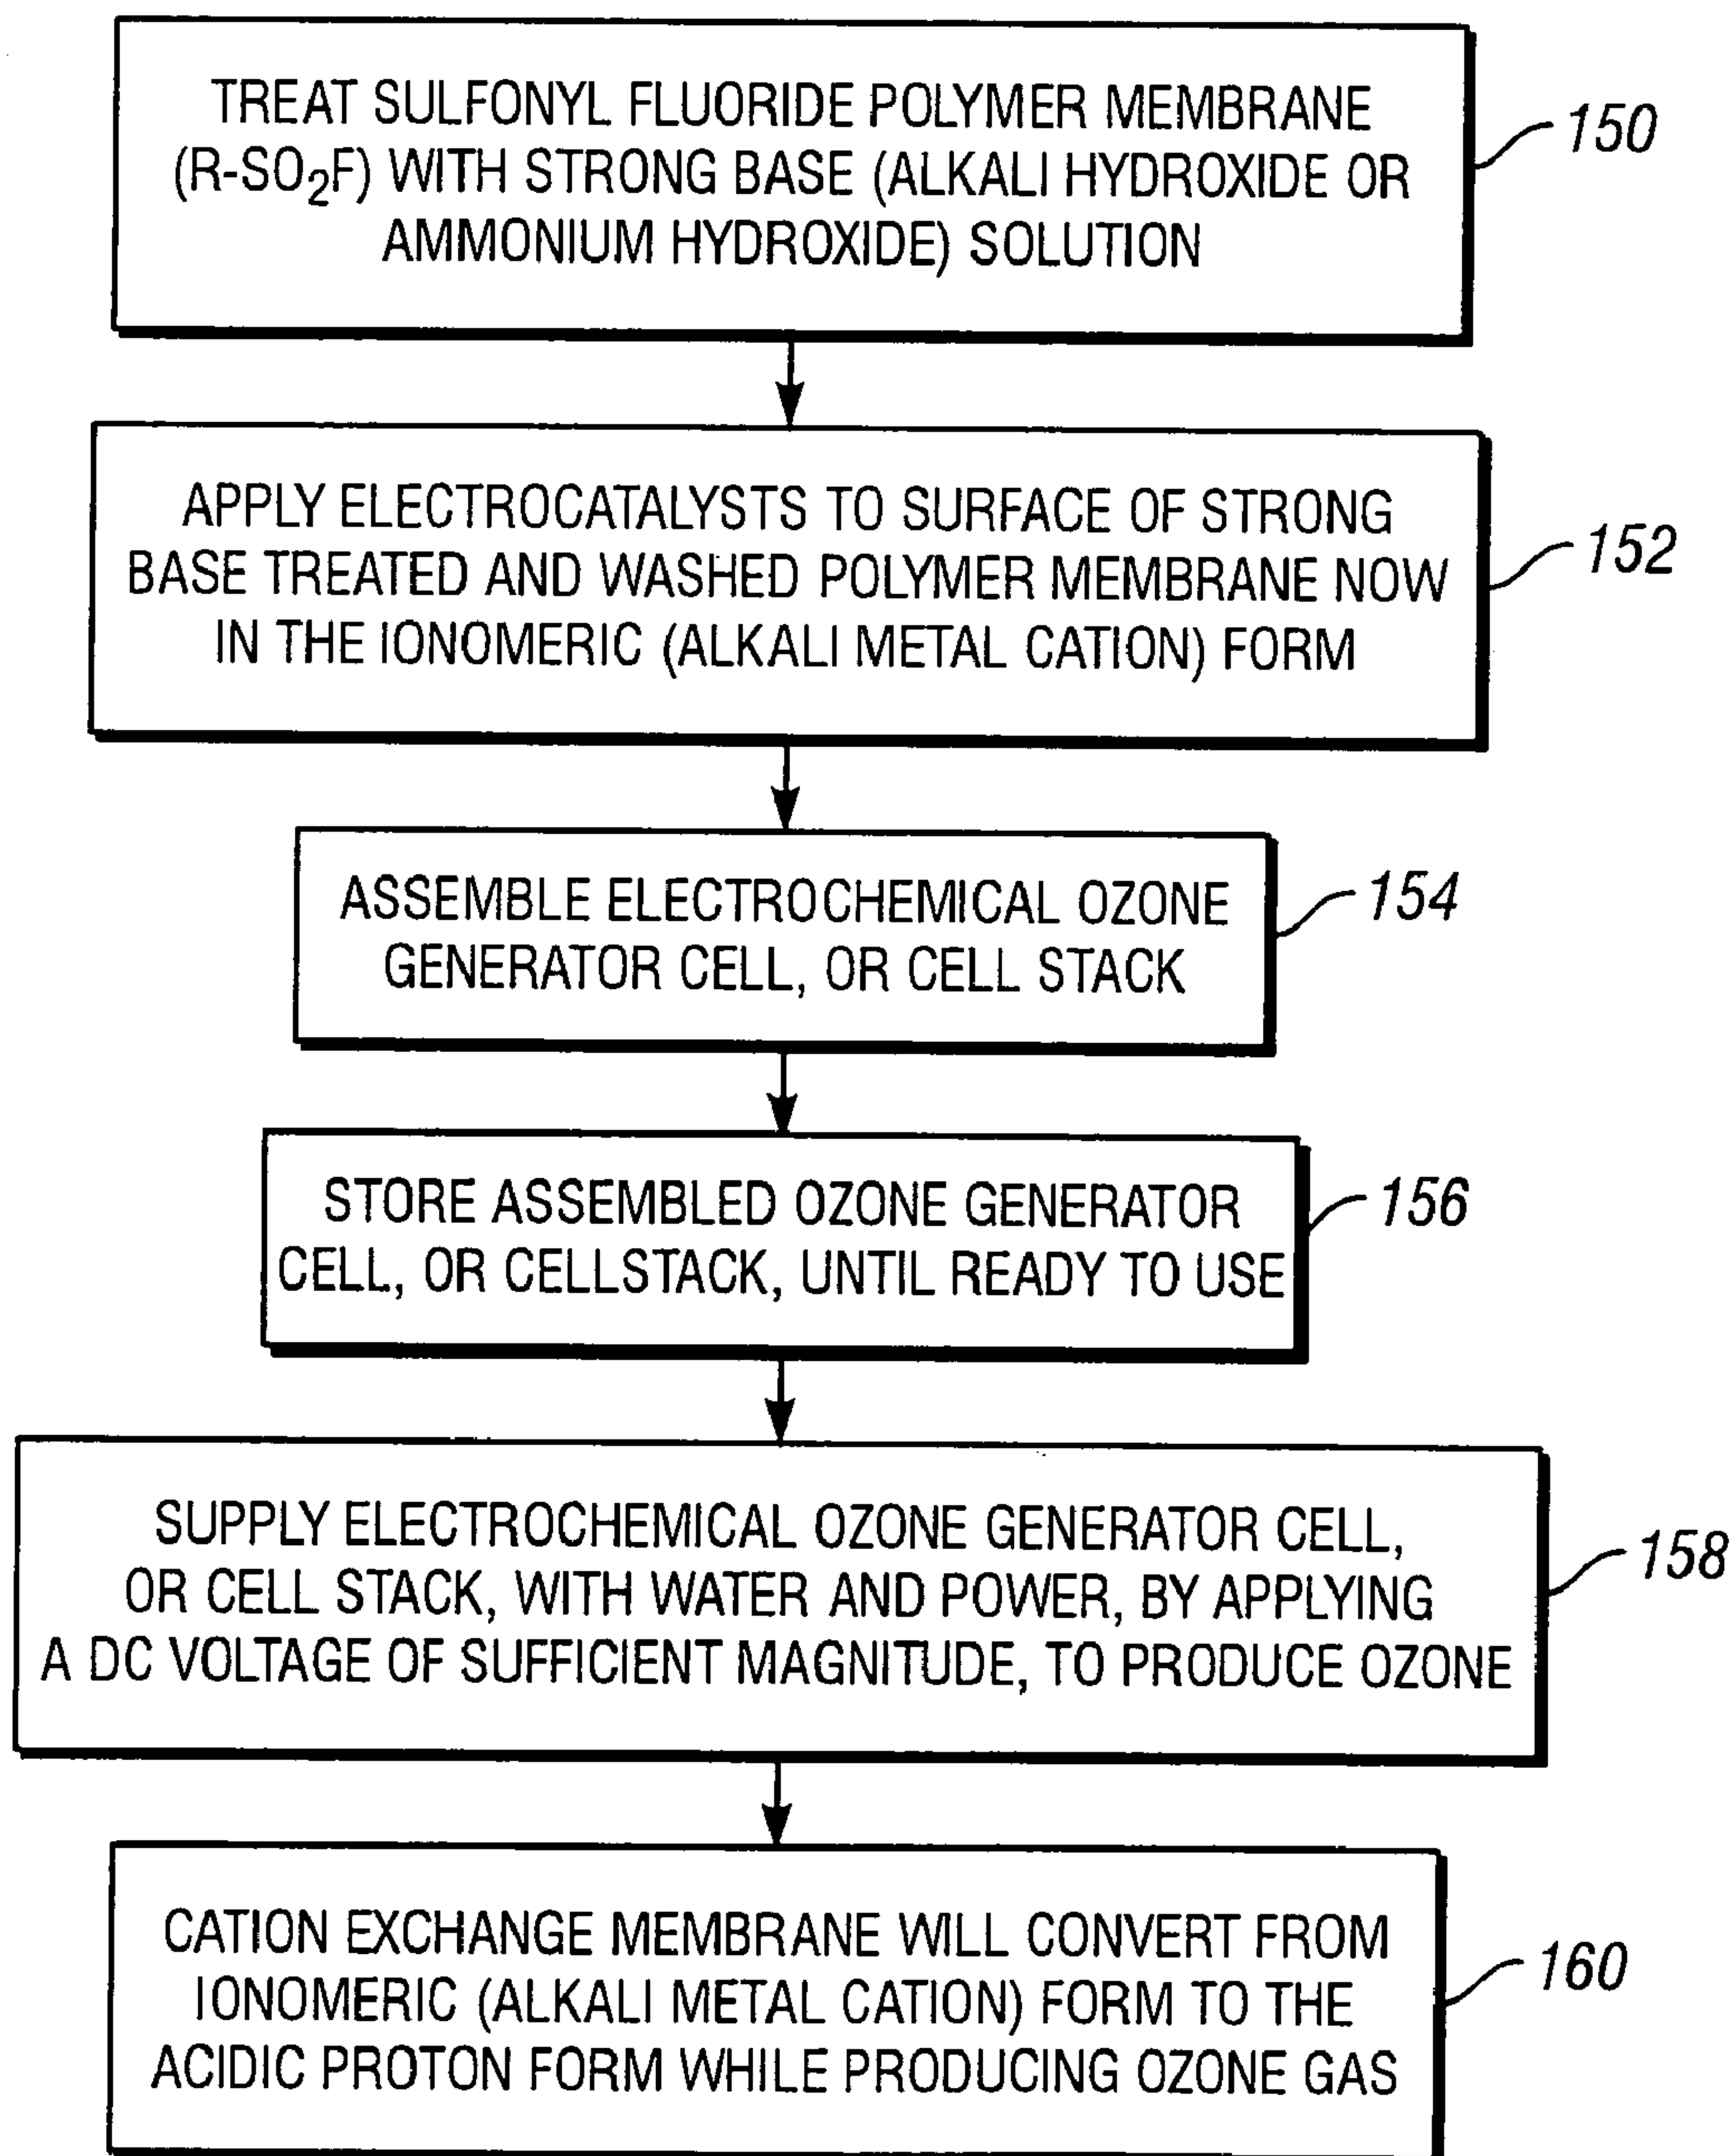 TREAT SULFONYL FLUORIDE POLYMER MEMBRANE
(R-SO₂F) WITH STRONG BASE (ALKALI HYDROXIDE OR
AMMONIUM HYDROXIDE) SOLUTION
150
APPLY ELECTROCATALYSTS TO SURFACE OF STRONG
BASE TREATED AND WASHED POLYMER MEMBRANE NOW
IN THE IONOMERIC (ALKALI METAL CATION) FORM
152
ASSEMBLE ELECTROCHEMICAL OZONE
GENERATOR CELL, OR CELL STACK
154
STORE ASSEMBLED OZONE GENERATOR
CELL, OR CELLSTACK, UNTIL READY TO USE
156
SUPPLY ELECTROCHEMICAL OZONE GENERATOR CELL,
OR CELL STACK, WITH WATER AND POWER, BY APPLYING
A DC VOLTAGE OF SUFFICIENT MAGNITUDE, TO PRODUCE OZONE
158
CATION EXCHANGE MEMBRANE WILL CONVERT FROM
IONOMERIC (ALKALI METAL CATION) FORM TO THE
ACIDIC PROTON FORM WHILE PRODUCING OZONE GAS
160